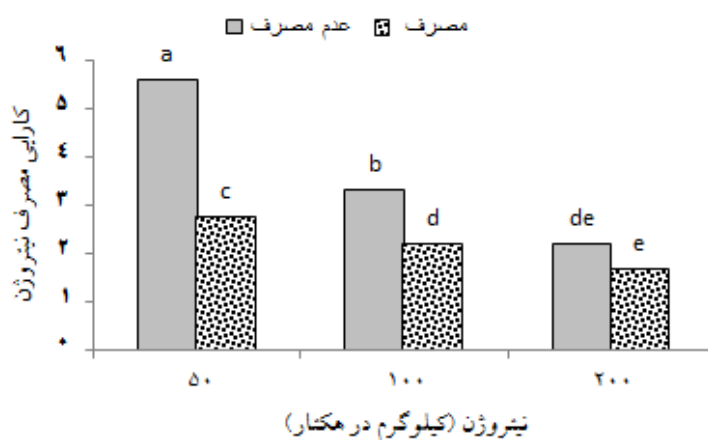 مصرف عدم مصرف
کارایی مصرف نیتروژن
۶
۵
۴
۳
۲
۱
۰
a
c
b
d
de
e
۵۰ ۱۰۰ ۲۰۰
نیتروژن (کیلوگرم در هکتار)